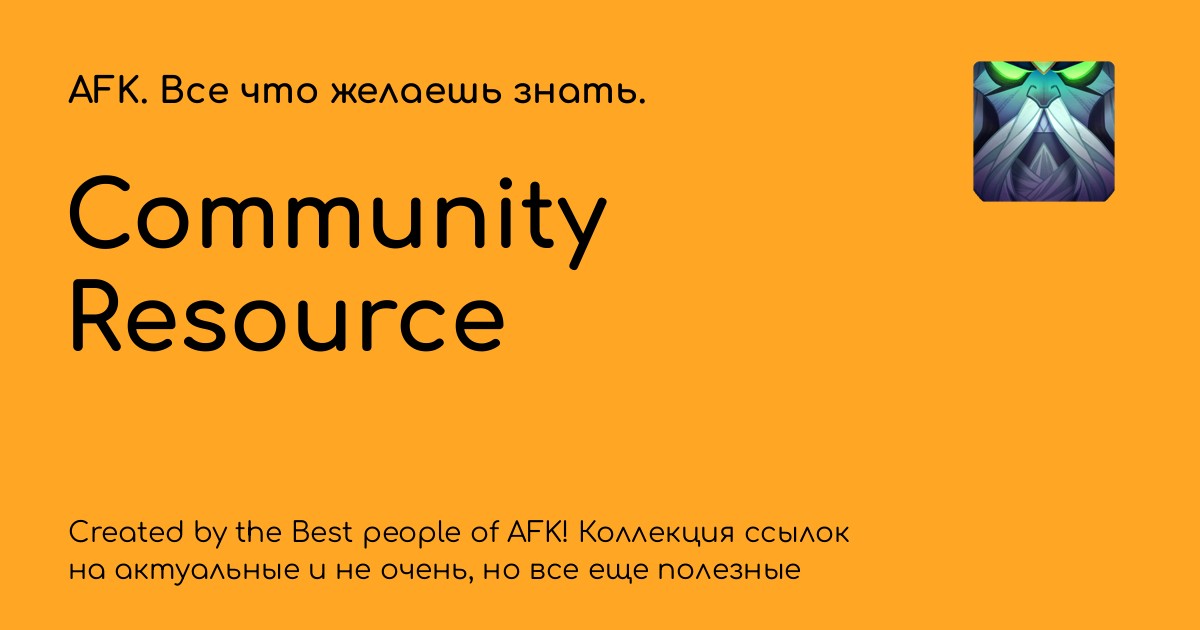 AFK. Все что желаешь знать.
Community
Resource
Created by the Best people of AFK! Коллекция ссылок
на актуальные и не очень, но все еще полезные